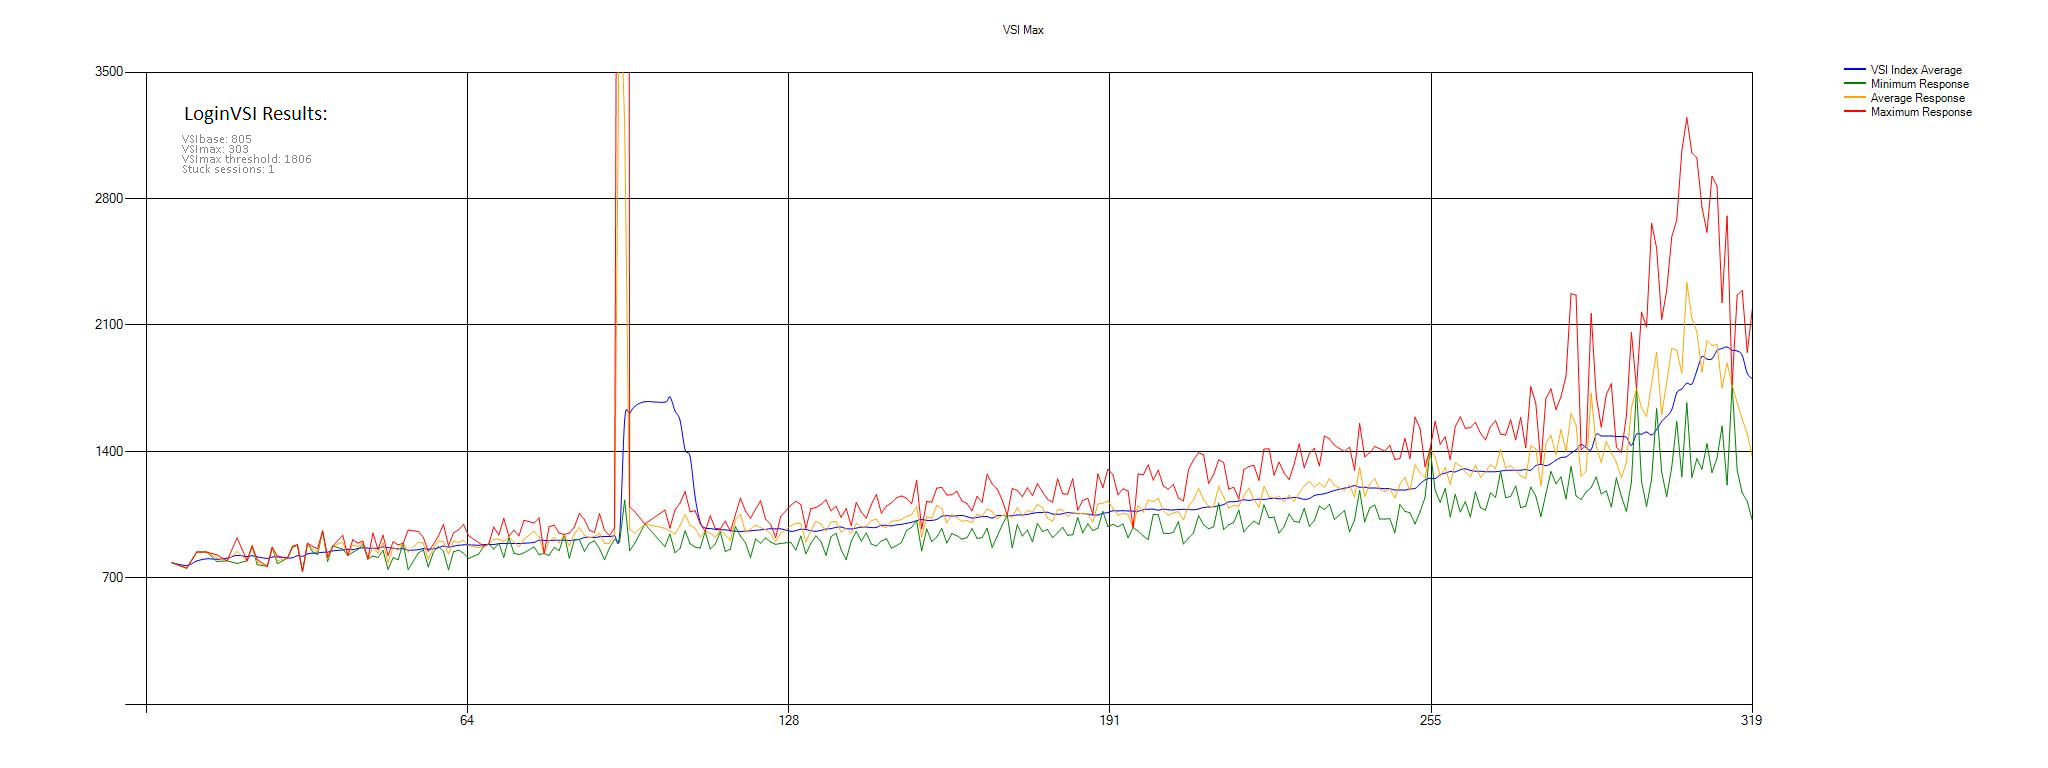 VSI Max
3500
2800
2100
1400
700
LoginVSI Results:
VSIbase: 805
VSImax: 303
VSImax threshold: 1806
Stuck sessions: 1
VSI Index Average
Minimum Response
Average Response
Maximum Response
64
128
191
255
319